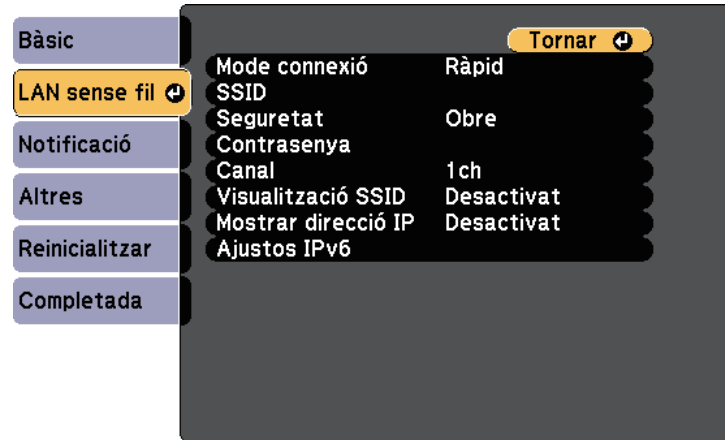 Bàsic
LAN sense fil
Notificació
Altres
Reinicialitzar
Completada
Tornar
Mode connexió Ràpid
SSID
Seguretat Obre
Contrasenya
Canal 1ch
Visualització SSID Desactivat
Mostrar direcció IP Desactivat
Ajustos IPv6